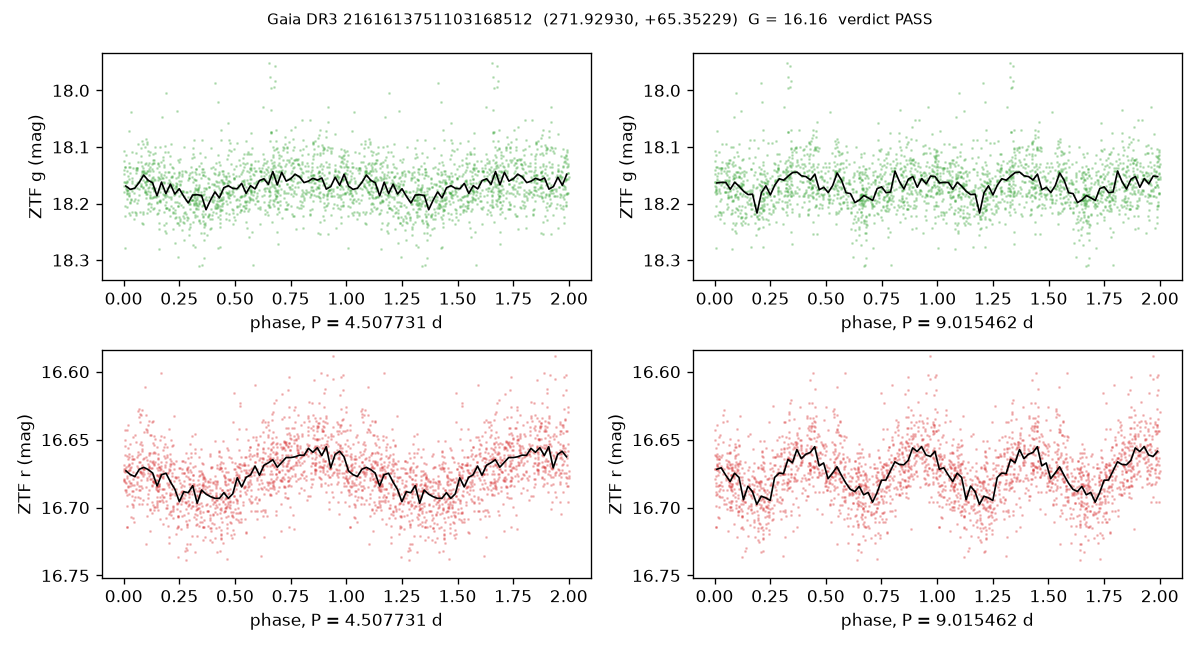 Gaia DR3 2161613751103168512  (271.92930, +65.35229)  G = 16.16  verdict PASS
ZTF g (mag)
18.0
18.1
18.2
18.3
0.00 0.25 0.50 0.75 1.00 1.25 1.50 1.75 2.00
phase, P = 4.507731 d
ZTF g (mag)
18.0
18.1
18.2
18.3
0.00 0.25 0.50 0.75 1.00 1.25 1.50 1.75 2.00
phase, P = 9.015462 d
ZTF r (mag)
16.60
16.65
16.70
16.75
0.00 0.25 0.50 0.75 1.00 1.25 1.50 1.75 2.00
phase, P = 4.507731 d
ZTF r (mag)
16.60
16.65
16.70
16.75
0.00 0.25 0.50 0.75 1.00 1.25 1.50 1.75 2.00
phase, P = 9.015462 d